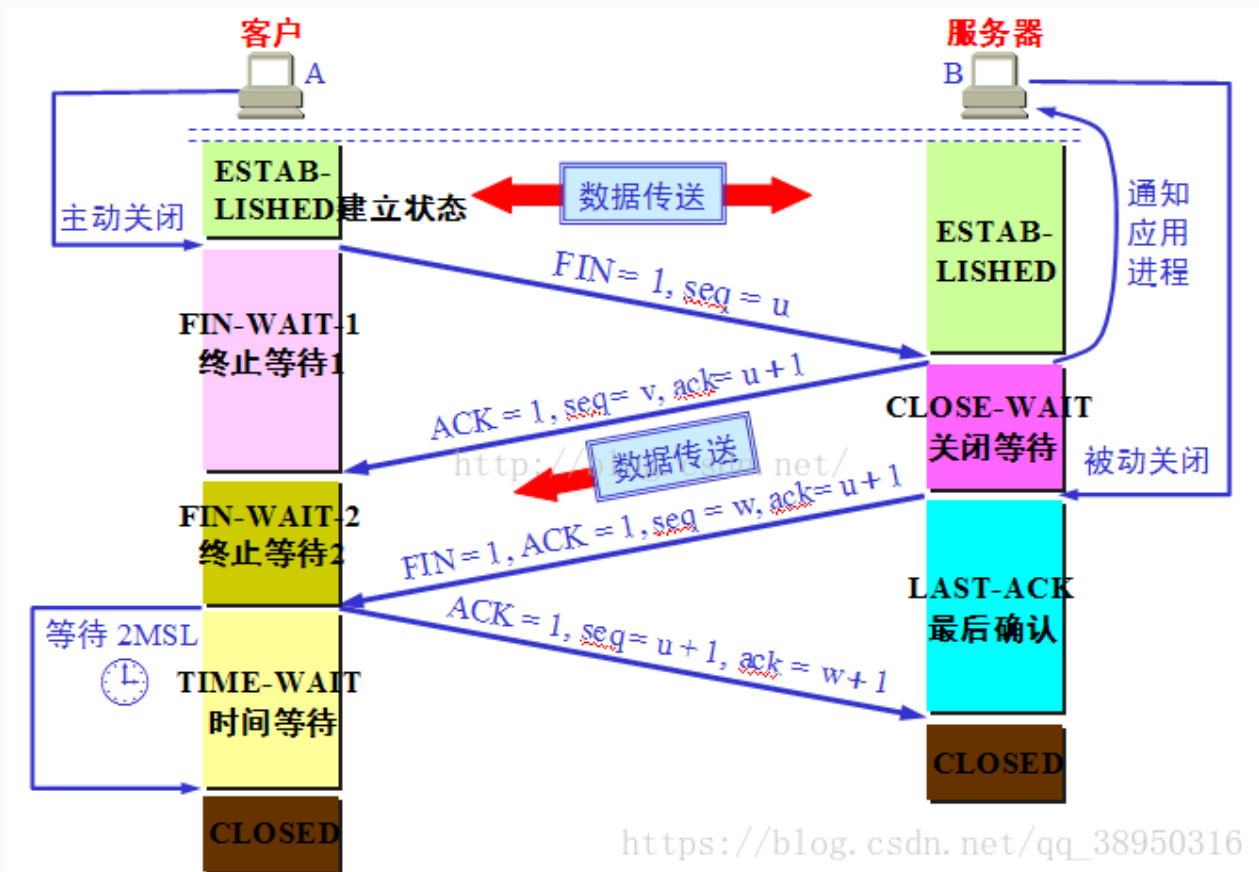 客户
服务器
A
B
ESTAB-
LISHED建立状态
数据传送
主动关闭
通知
应用
进程
ESTAB-
LISHED
FIN = 1, seq = u
FIN-WAIT-1
终止等待1
ACK = 1, seq= v, ack= u + 1
CLOSE-WAIT
关闭等待
http://blog.csdn.net/
数据传送
被动关闭
FIN-WAIT-2
终止等待2
FIN = 1, ACK = 1, seq = w, ack= u + 1
LAST-ACK
最后确认
等待 2MSL
ACK = 1, seq= u + 1, ack = w + 1
TIME-WAIT
时间等待
CLOSED
CLOSED
https://blog.csdn.net/qq_38950316